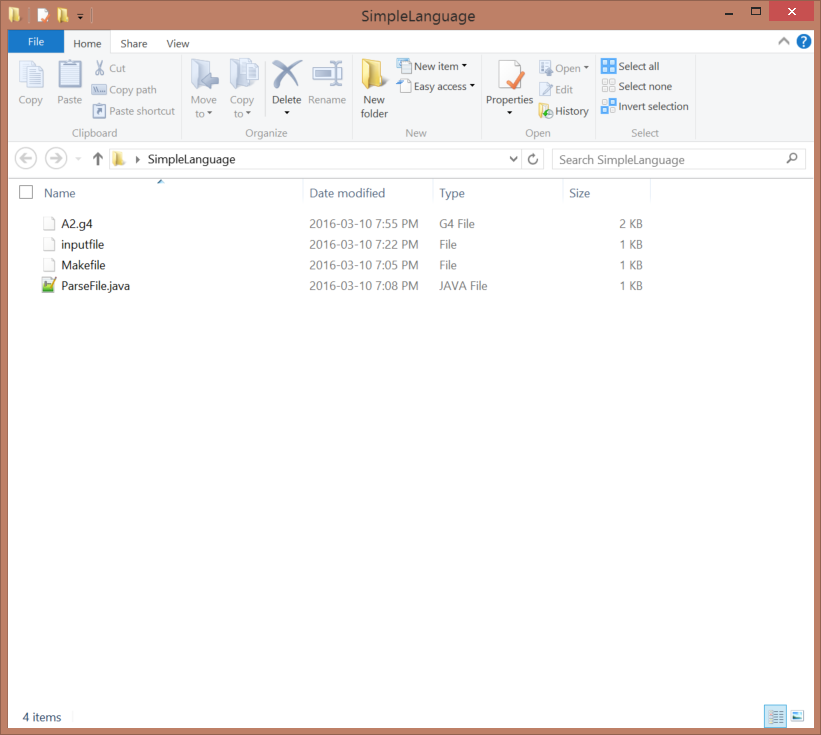 SimpleLanguage
File Home Share View
Copy
Paste
Cut
Copy path
Paste shortcut
Clipboard
Move to
Copy to
Delete
Rename
Organize
New folder
New item
Easy access
New
Properties
Open
Edit
History
Open
Select all
Select none
Invert selection
Select
SimpleLanguage
Search SimpleLanguage
Name Date modified Type Size
A2.g4 2016-03-10 7:55 PM G4 File 2 KB
inputfile 2016-03-10 7:22 PM File 1 KB
Makefile 2016-03-10 7:05 PM File 1 KB
ParseFile.java 2016-03-10 7:08 PM JAVA File 1 KB
4 items